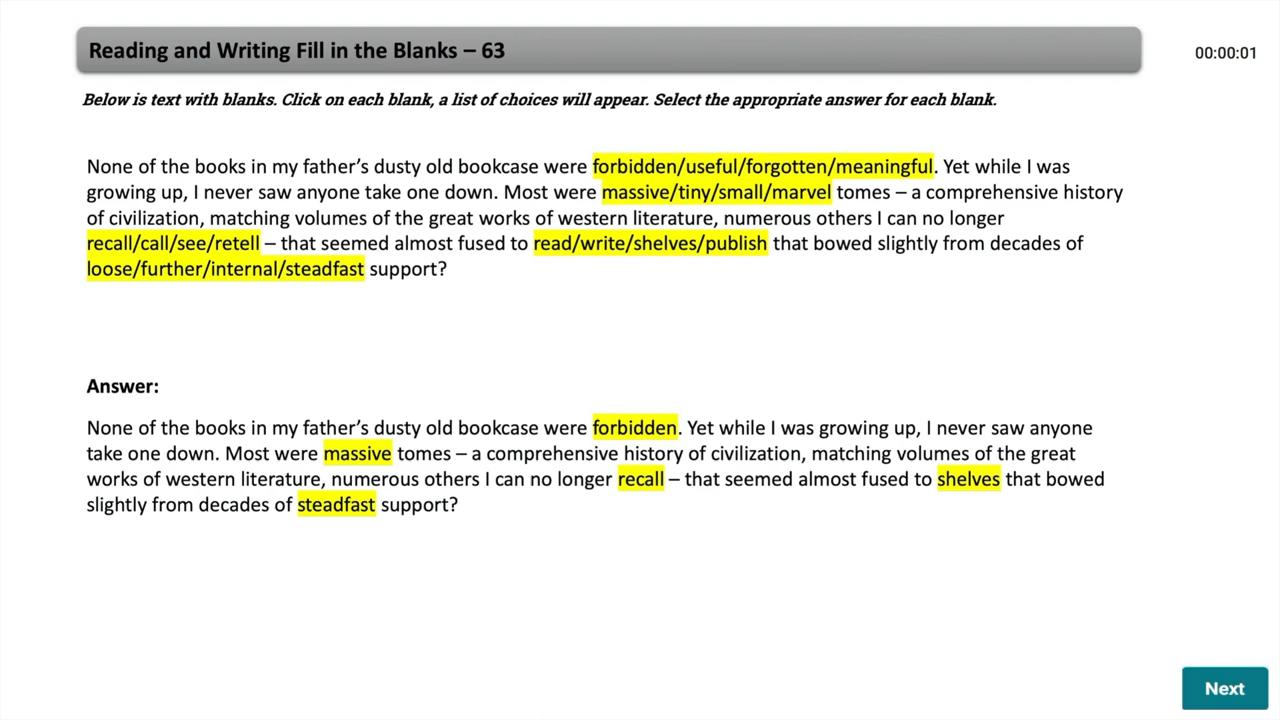 Reading and Writing Fill in the Blanks – 63
00:00:01
Below is text with blanks. Click on each blank, a list of choices will appear. Select the appropriate answer for each blank.
None of the books in my father’s dusty old bookcase were forbidden/useful/forgotten/meaningful. Yet while I was
growing up, I never saw anyone take one down. Most were massive/tiny/small/marvel tomes – a comprehensive history
of civilization, matching volumes of the great works of western literature, numerous others I can no longer
recall/call/see/retell – that seemed almost fused to read/write/shelves/publish that bowed slightly from decades of
loose/further/internal/steadfast support?
Answer:
None of the books in my father’s dusty old bookcase were forbidden. Yet while I was growing up, I never saw anyone
take one down. Most were massive tomes – a comprehensive history of civilization, matching volumes of the great
works of western literature, numerous others I can no longer recall – that seemed almost fused to shelves that bowed
slightly from decades of steadfast support?
Next